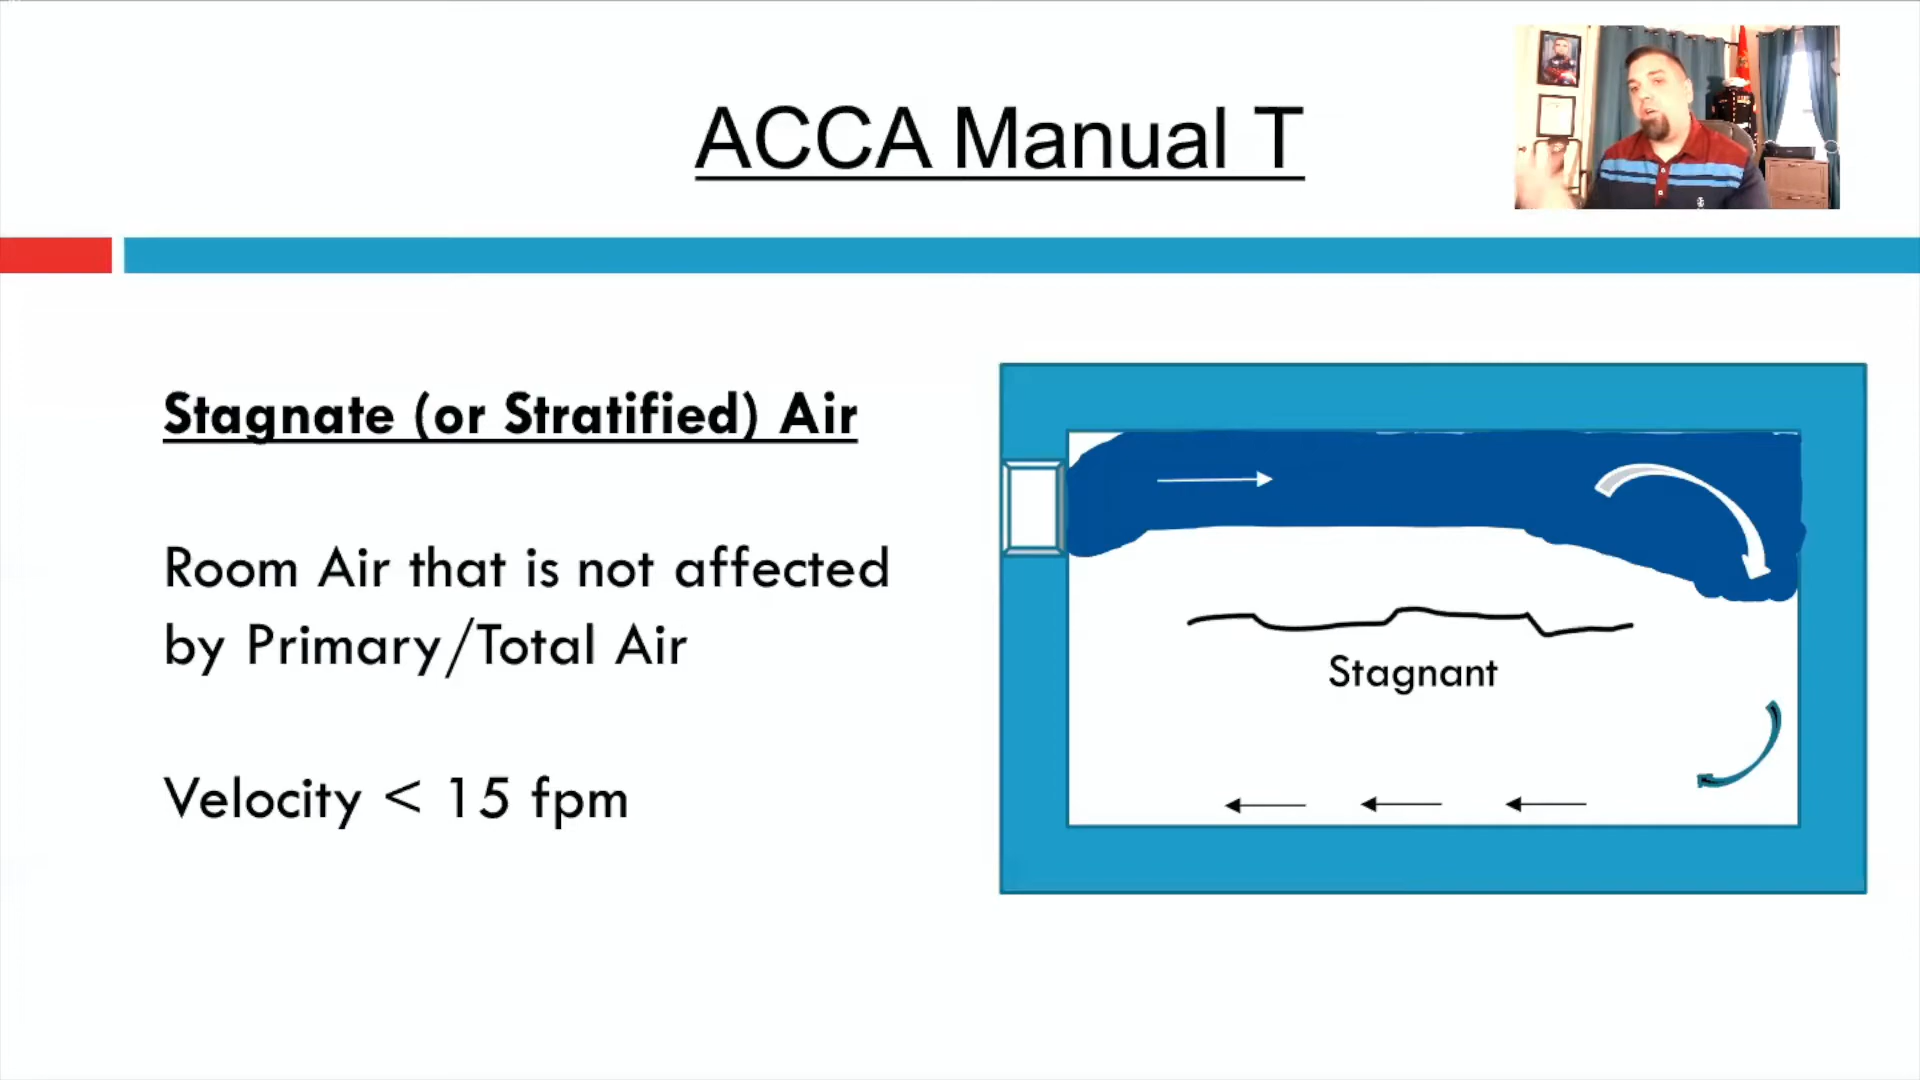 ACCA Manual T
Stagnate (or Stratified) Air
Room Air that is not affected
by Primary/Total Air
Velocity < 15 fpm
Stagnant